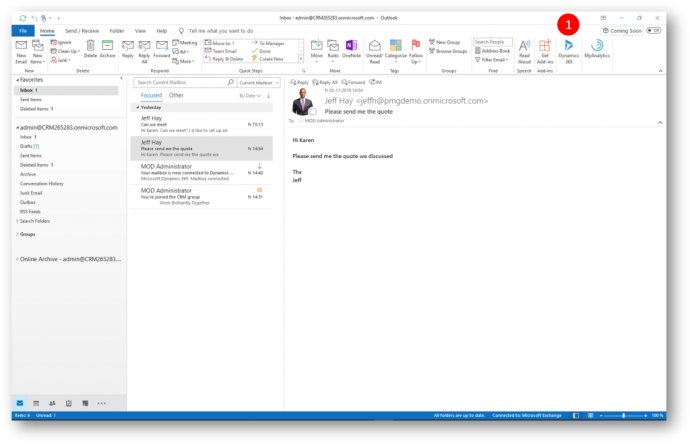 Inbox - admin@CRM265283.onmicrosoft.com - Outlook
1
File Home Send / Receive Folder View Help Tell me what you want to do
Coming Soon Off
New Email
New Items
Ignore
Clean Up
Junk
Delete Archive
Reply Reply All Forward
Meeting
IM
More
Move to: ?
Team Email
Reply & Delete
To Manager
Done
Create New
Move Rules OneNote
Unread/ Read Categorize Follow Up
New Group
Browse Groups
Search People
Address Book
Filter Email
Read Aloud
Get Add-ins
Dynamics 365
MyAnalytics
New Delete Respond Quick Steps Move Tags Groups Find Speech Add-ins
Favorites
Inbox 1
Sent Items
Deleted Items 1
admin@CRM265283.onmicrosoft.com
Inbox 1
Drafts [1]
Sent Items
Deleted Items 1
Archive
Conversation History
Junk Email
Outbox
RSS Feeds
Search Folders
Groups
Online Archive - admin@CRM265283....
Search Current Mailbox Current Mailbox
Focused Other By Date
Yesterday
Jeff Hay
Can we meet? fr 15:13
Hi Karen Can we meet? I'd like to set up an
Jeff Hay
Please send me the quote fr 14:54
Hi Karen Please send me the quote we
MOD Administrator
Your mailbox is now connected to Dynamics ... fr 14:40
Microsoft Dynamics 365 Mailbox connected
MOD Administrator
You've joined the CRM group fr 14:31
Work Brilliantly Together
Reply Reply All Forward IM
fr 02-11-2018 14:54
Jeff Hay <jeffh@pmgdemo.onmicrosoft.com>
Please send me the quote
To MOD Administrator
Hi Karen
Please send me the quote we discussed
Thx
Jeff
Items: 6 Unread: 1
All folders are up to date. Connected to: Microsoft Exchange
100 %